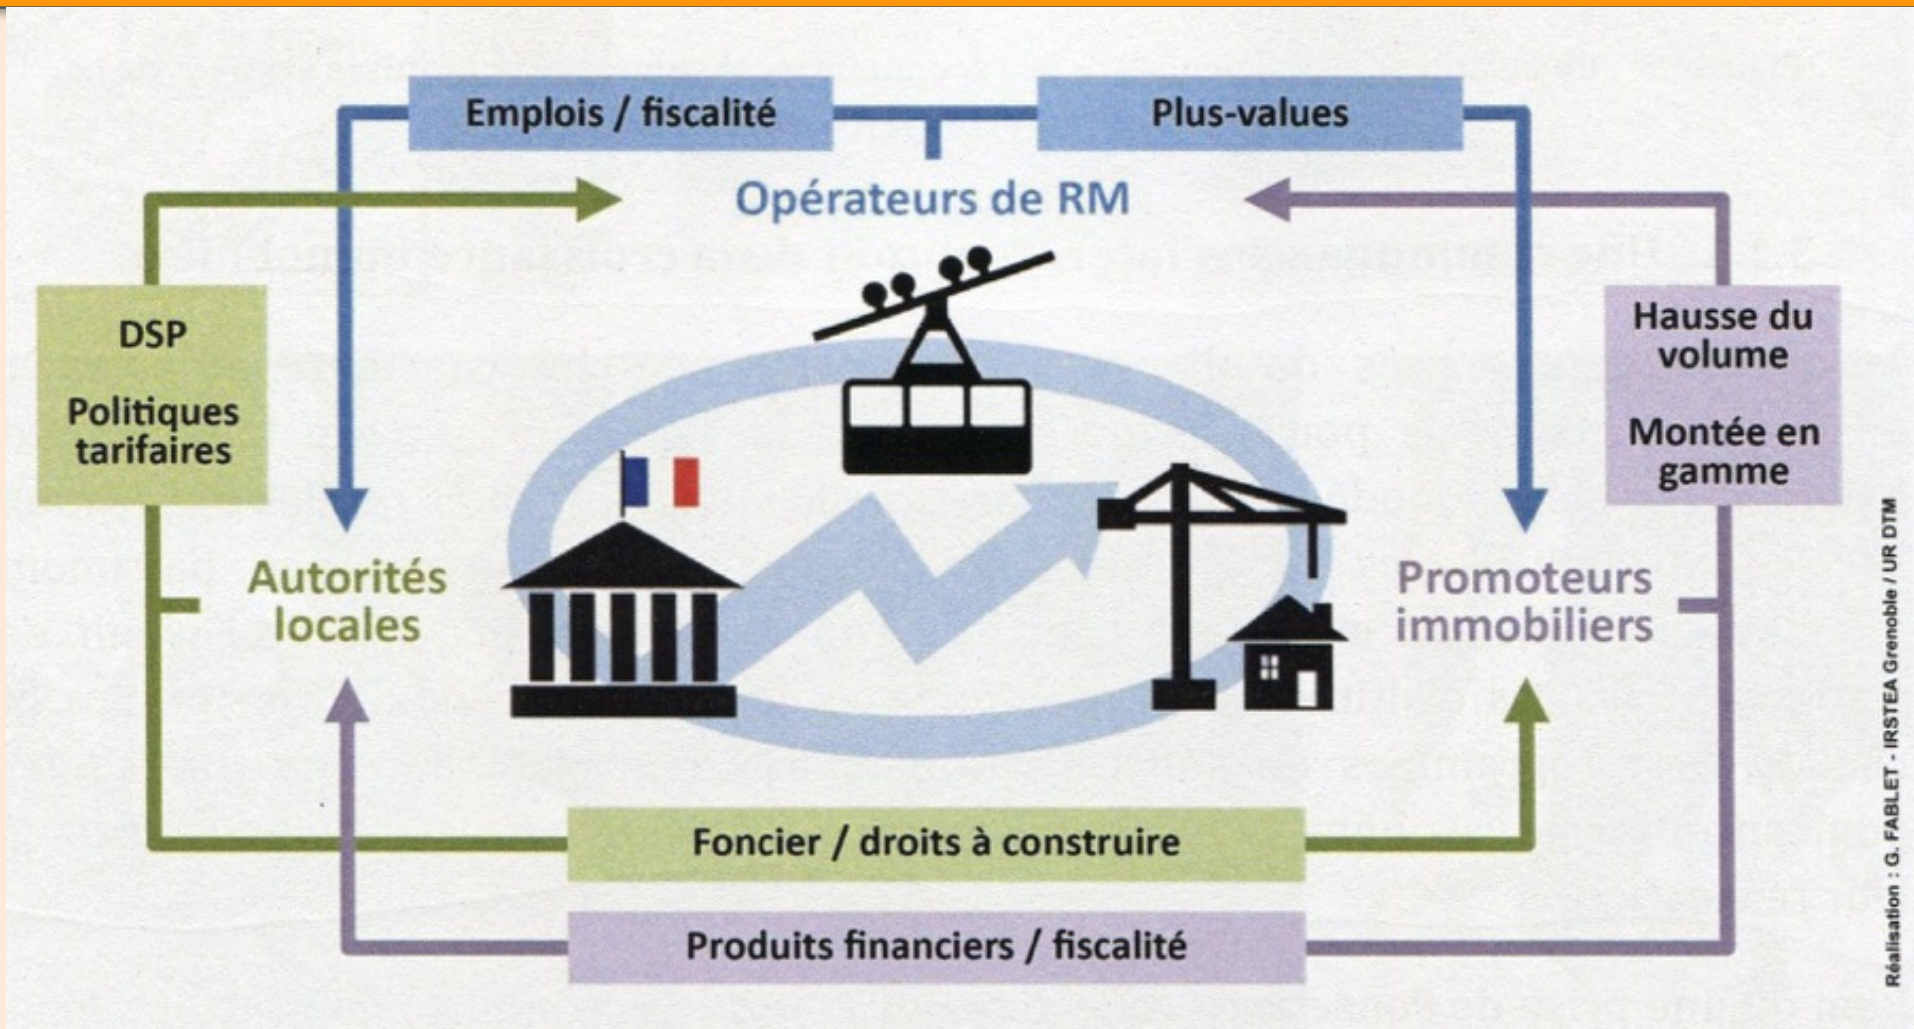 Emplois / fiscalité
Plus-values
Opérateurs de RM
DSP
Politiques
tarifaires
Hausse du
volume
Montée en
gamme
Autorités
locales
Promoteurs
immobiliers
Foncier / droits à construire
Produits financiers / fiscalité
Réalisation : G. FABLET - IRSTEA Grenoble / UR DTM